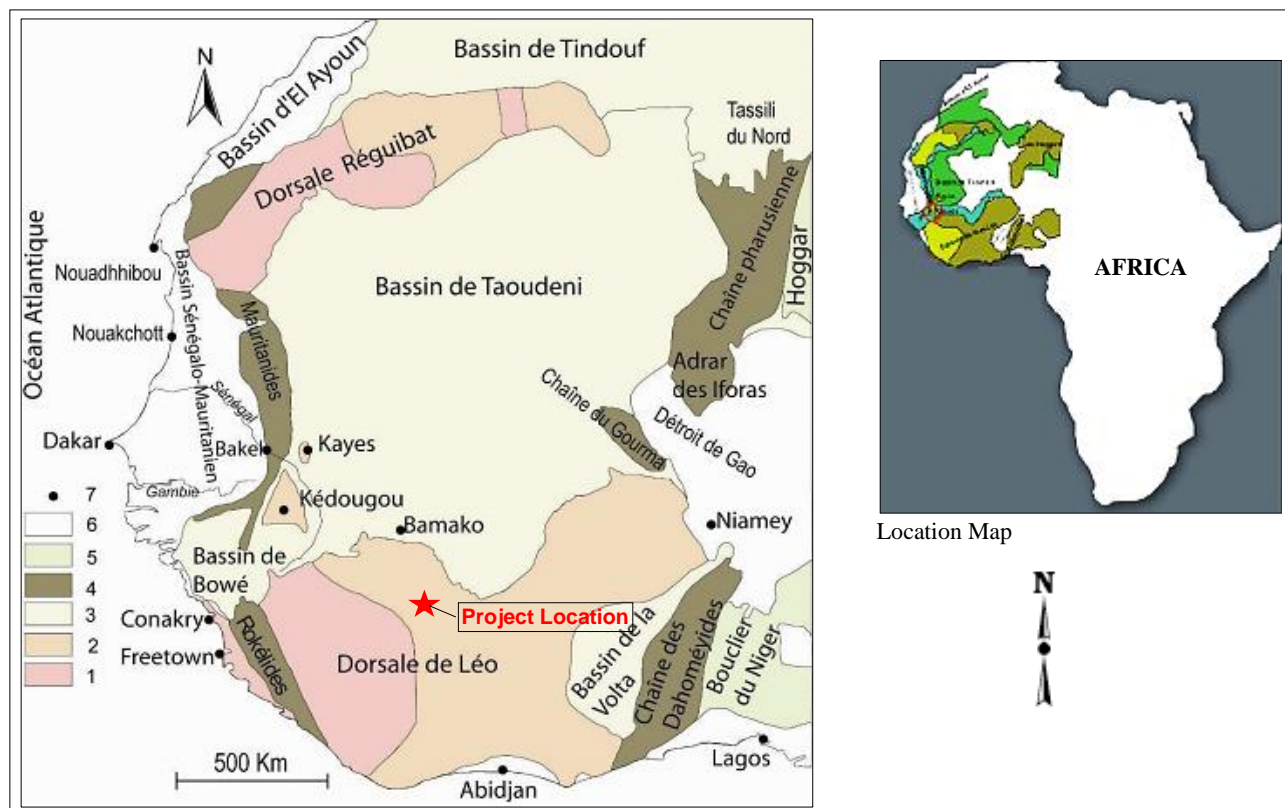 N
Bassin de Tindouf
Bassin d'El Ayoun
Tassili
du Nord
Dorsale Réguibat
Océan Atlantique
Nouadhhibou
Bassin Sénégalo-Mauritanien
Bassin de Taoudeni
Chaîne pharusienne
Hoggar
Nouakchott
Mauritanides
Adrar
des Iforas
Sénégal
Chaîne du Gourma
Détroit de Gao
Dakar
Bakel
Kayes
Gambie
Kédougou
Bamako
Niamey
7
6
5
4
3
2
1
Bassin de
Bowé
Project Location
Conakry
Freetown
Rokélides
Dorsale de Léo
Bassin de la
Volta
Chaîne des
Dahoméyides
Bouclier
du Niger
500 Km
Abidjan
Lagos
AFRICA
Location Map
N